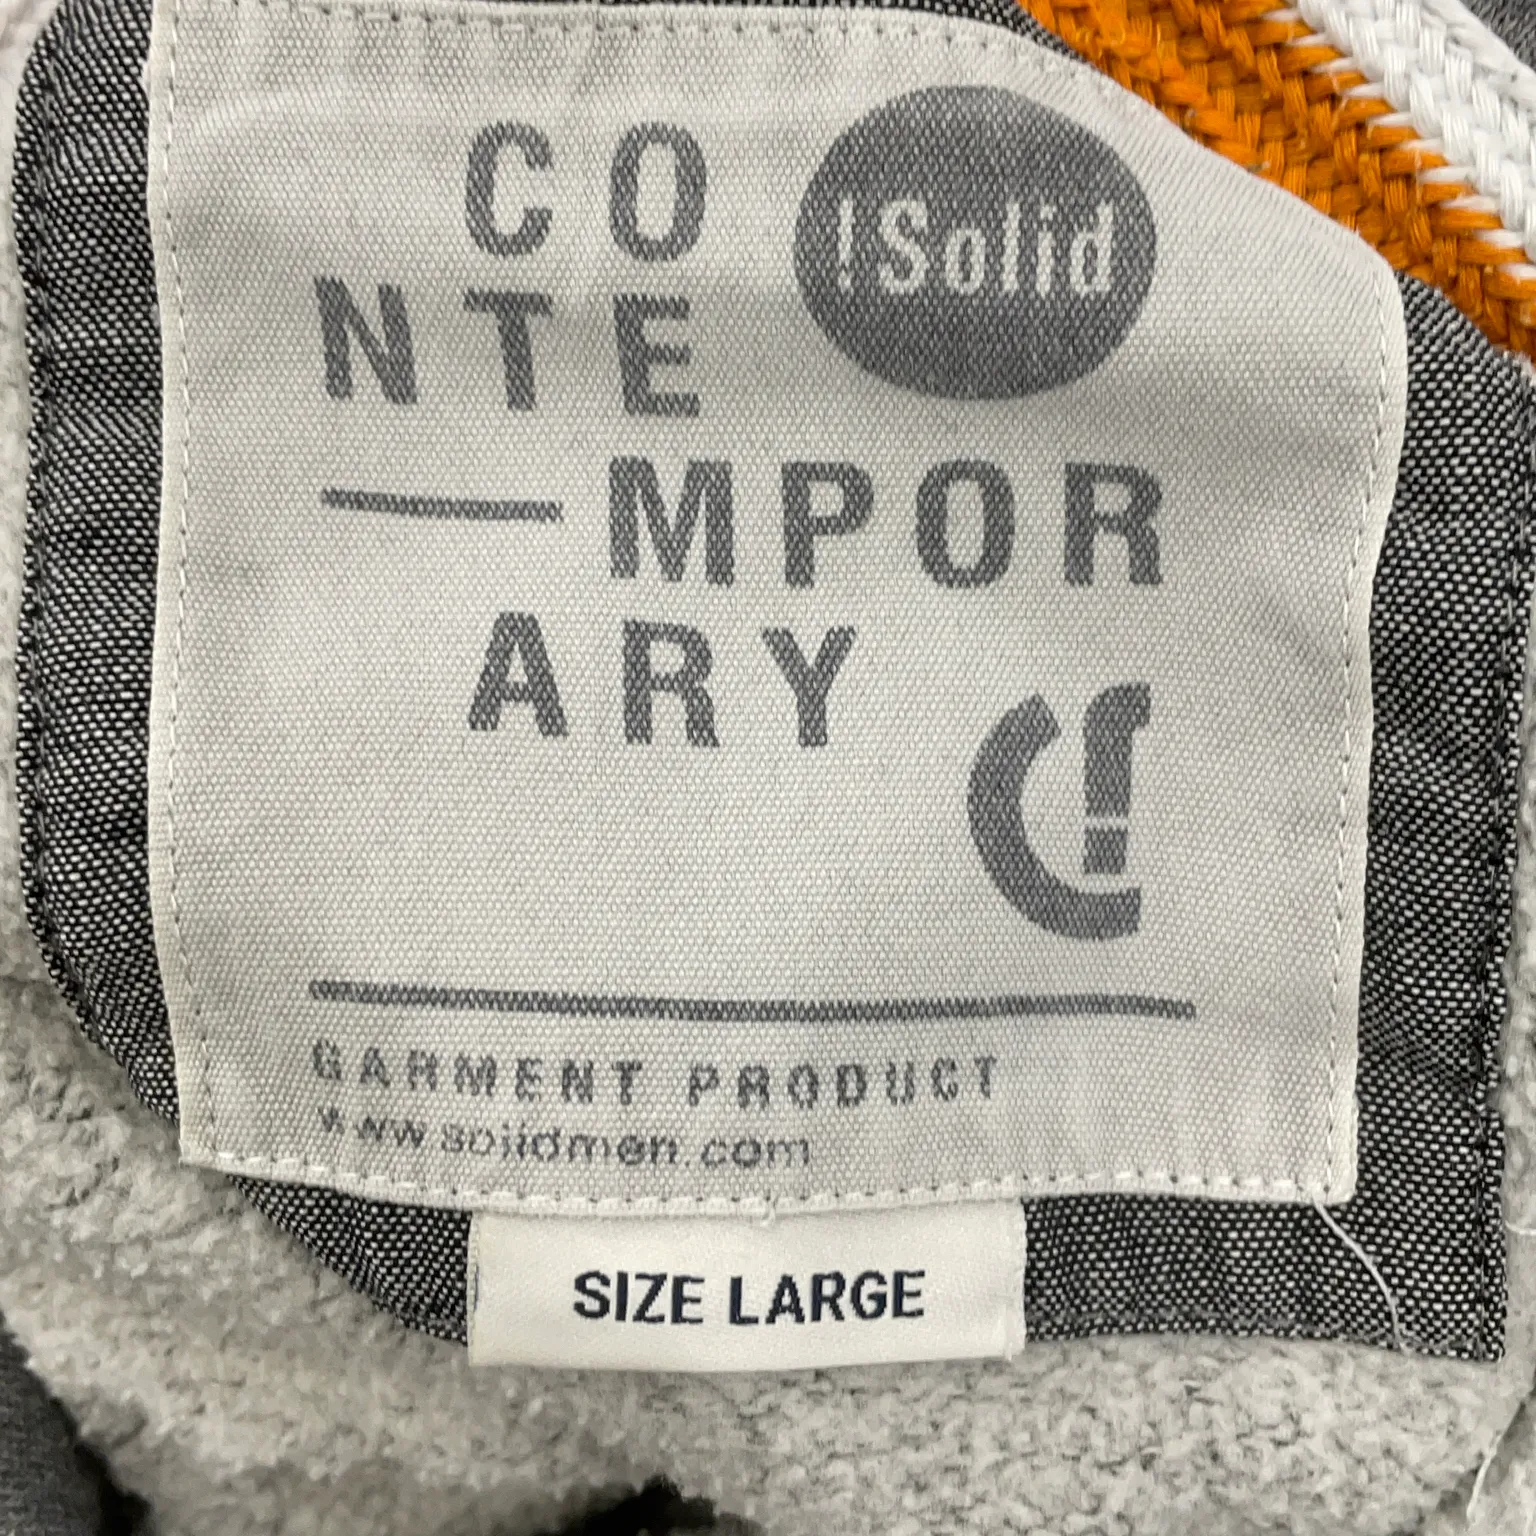 CO
!Solid
NTE
MPOR
ARY
GARMENT PRODUCT
www.solidmen.com
SIZE LARGE